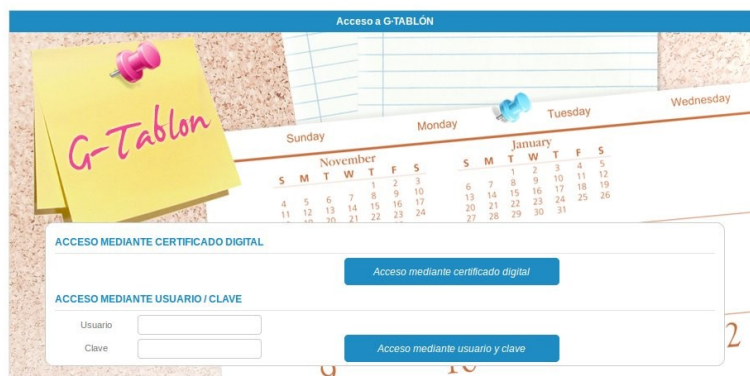 Acceso a G-TABLÓN
G-Tablon
Sunday Monday Tuesday Wednesday
November
S M T W T F S
1 2 3
4 5 6 7 8 9 10
11 12 13 14 15 16 17
20 21 22 23 24
January
S M T W T F S
1 2 3 4 5
6 7 8 9 10 11 12
13 14 15 16 17 18 19
20 21 22 23 24 25 26
27 28 29 30 31
ACCESO MEDIANTE CERTIFICADO DIGITAL
Acceso mediante certificado digital
ACCESO MEDIANTE USUARIO / CLAVE
Usuario
Clave
Acceso mediante usuario y clave
2